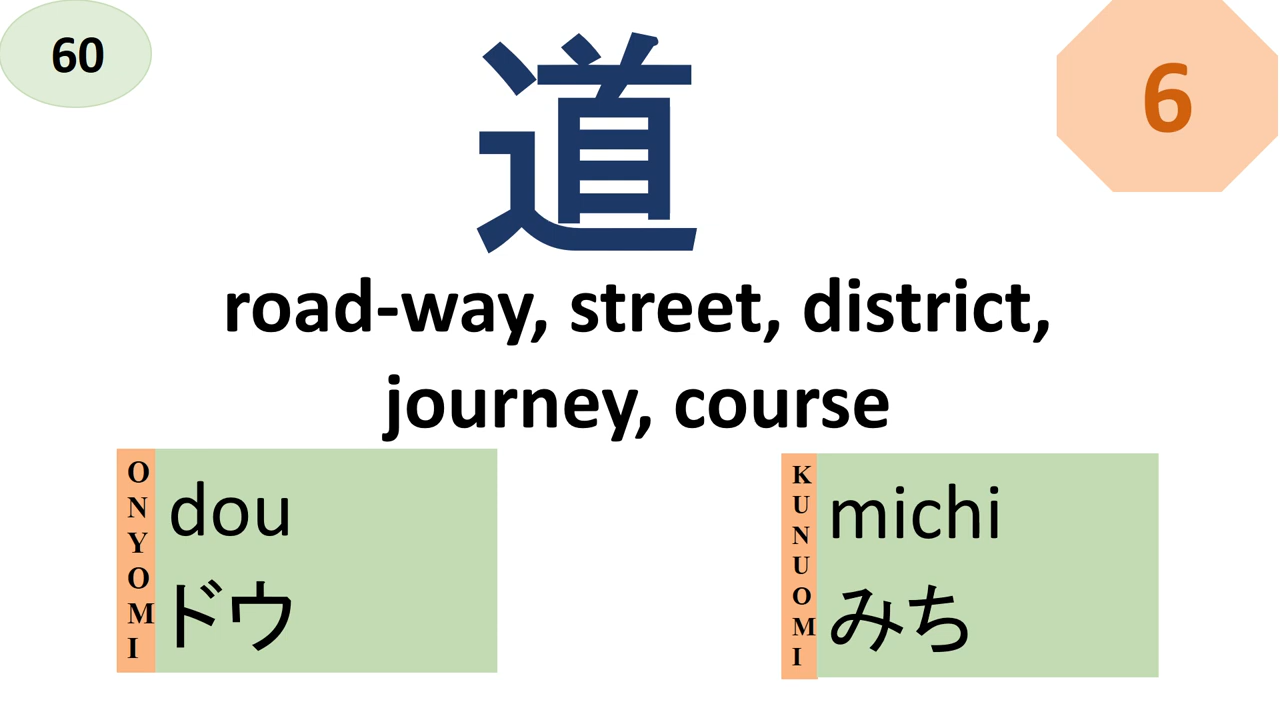 60
道
6
road-way, street, district,
journey, course
ONYOMI
dou
ドウ
KUNUOMI
michi
みち